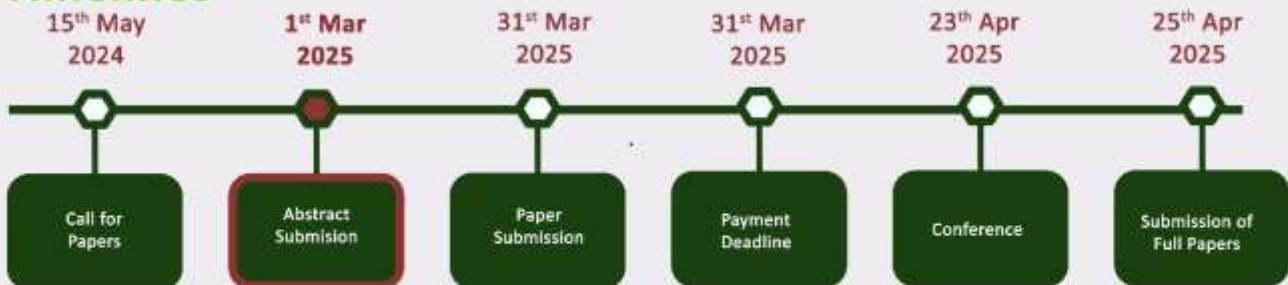 15th May
2024
1st Mar
2025
31st Mar
2025
31st Mar
2025
23th Apr
2025
25th Apr
2025
Call for
Papers
Abstract
Submision
Paper
Submission
Payment
Deadline
Conference
Submission of
Full Papers